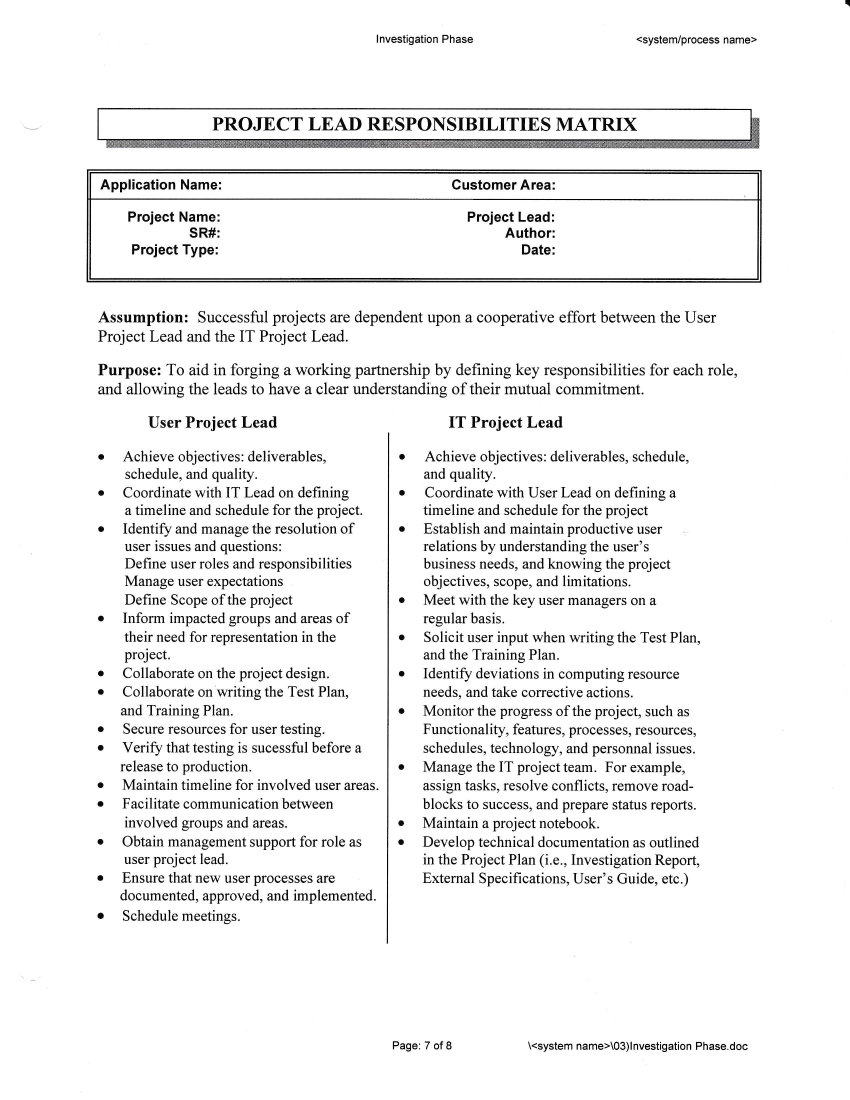 Investigation Phase <system/process name>
PROJECT LEAD RESPONSIBILITIES MATRIX
Application Name: Customer Area:
Project Name: Project Lead:
SR#: Author:
Project Type: Date:
Assumption: Successful projects are dependent upon a cooperative effort between the User
Project Lead and the IT Project Lead.
Purpose: To aid in forging a working partnership by defining key responsibilities for each role,
and allowing the leads to have a clear understanding of their mutual commitment.
User Project Lead
• Achieve objectives: deliverables,
schedule, and quality.
• Coordinate with IT Lead on defining
a timeline and schedule for the project.
• Identify and manage the resolution of
user issues and questions:
Define user roles and responsibilities
Manage user expectations
Define Scope of the project
• Inform impacted groups and areas of
their need for representation in the
project.
• Collaborate on the project design.
• Collaborate on writing the Test Plan,
and Training Plan.
• Secure resources for user testing.
• Verify that testing is sucessful before a
release to production.
• Maintain timeline for involved user areas.
• Facilitate communication between
involved groups and areas.
• Obtain management support for role as
user project lead.
• Ensure that new user processes are
documented, approved, and implemented.
• Schedule meetings.
IT Project Lead
• Achieve objectives: deliverables, schedule,
and quality.
• Coordinate with User Lead on defining a
timeline and schedule for the project
• Establish and maintain productive user
relations by understanding the user's
business needs, and knowing the project
objectives, scope, and limitations.
• Meet with the key user managers on a
regular basis.
• Solicit user input when writing the Test Plan,
and the Training Plan.
• Identify deviations in computing resource
needs, and take corrective actions.
• Monitor the progress of the project, such as
Functionality, features, processes, resources,
schedules, technology, and personnal issues.
• Manage the IT project team. For example,
assign tasks, resolve conflicts, remove road-
blocks to success, and prepare status reports.
• Maintain a project notebook.
• Develop technical documentation as outlined
in the Project Plan (i.e., Investigation Report,
External Specifications, User's Guide, etc.)
Page: 7 of 8 \<system name>\03)Investigation Phase.doc